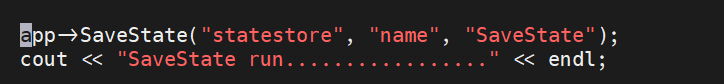 app->SaveState("statestore", "name", "SaveState");
cout << "SaveState run................." << endl;